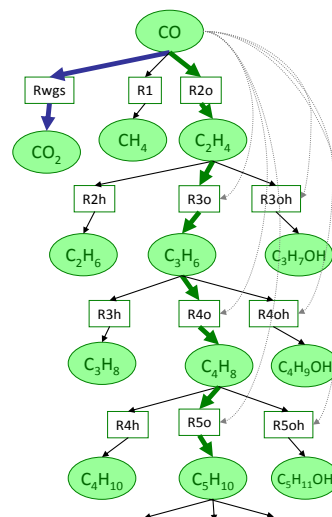 CO
Rwgs R1 R2o
CO₂ CH₄ C₂H₄
R2h R3o R3oh
C₂H₆ C₃H₆ C₃H₇OH
R3h R4o R4oh
C₃H₈ C₄H₈ C₄H₉OH
R4h R5o R5oh
C₄H₁₀ C₅H₁₀ C₅H₁₁OH